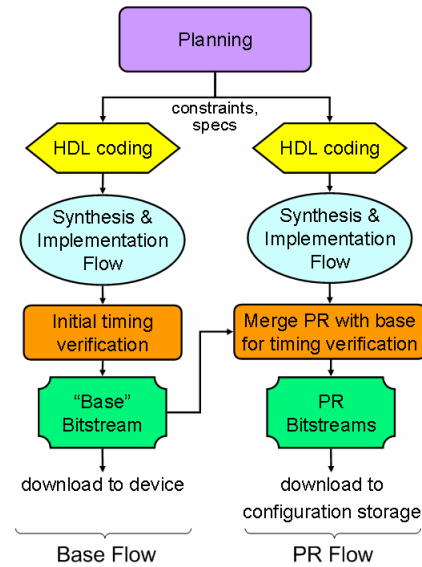 Planning
constraints,
specs
HDL coding
HDL coding
Synthesis &
Implementation
Flow
Synthesis &
Implementation
Flow
Initial timing
verification
Merge PR with base
for timing verification
“Base”
Bitstream
PR
Bitstreams
download to device
download to
configuration storage
Base Flow
PR Flow